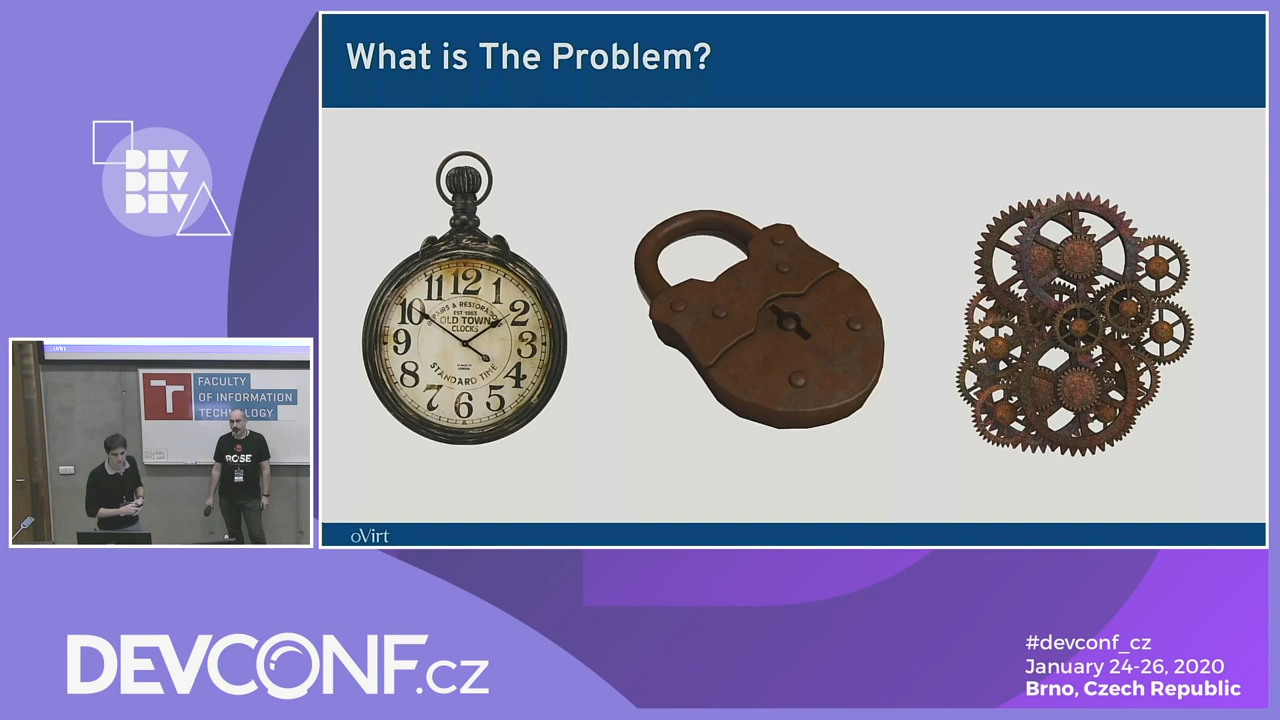 What is The Problem?
DEV
DEV
DEV
11
12
1
10
2
9
3
8
4
7
6
5
REPAIRS & RESTORATIONS
EST 1863
OLD TOWN
CLOCKS
STANDARD TIME
oVirt
FACULTY
OF INFORMATION
TECHNOLOGY
ROSE
oVirt
DEVCONF.cz
#devconf_cz
January 24-26, 2020
Brno, Czech Republic